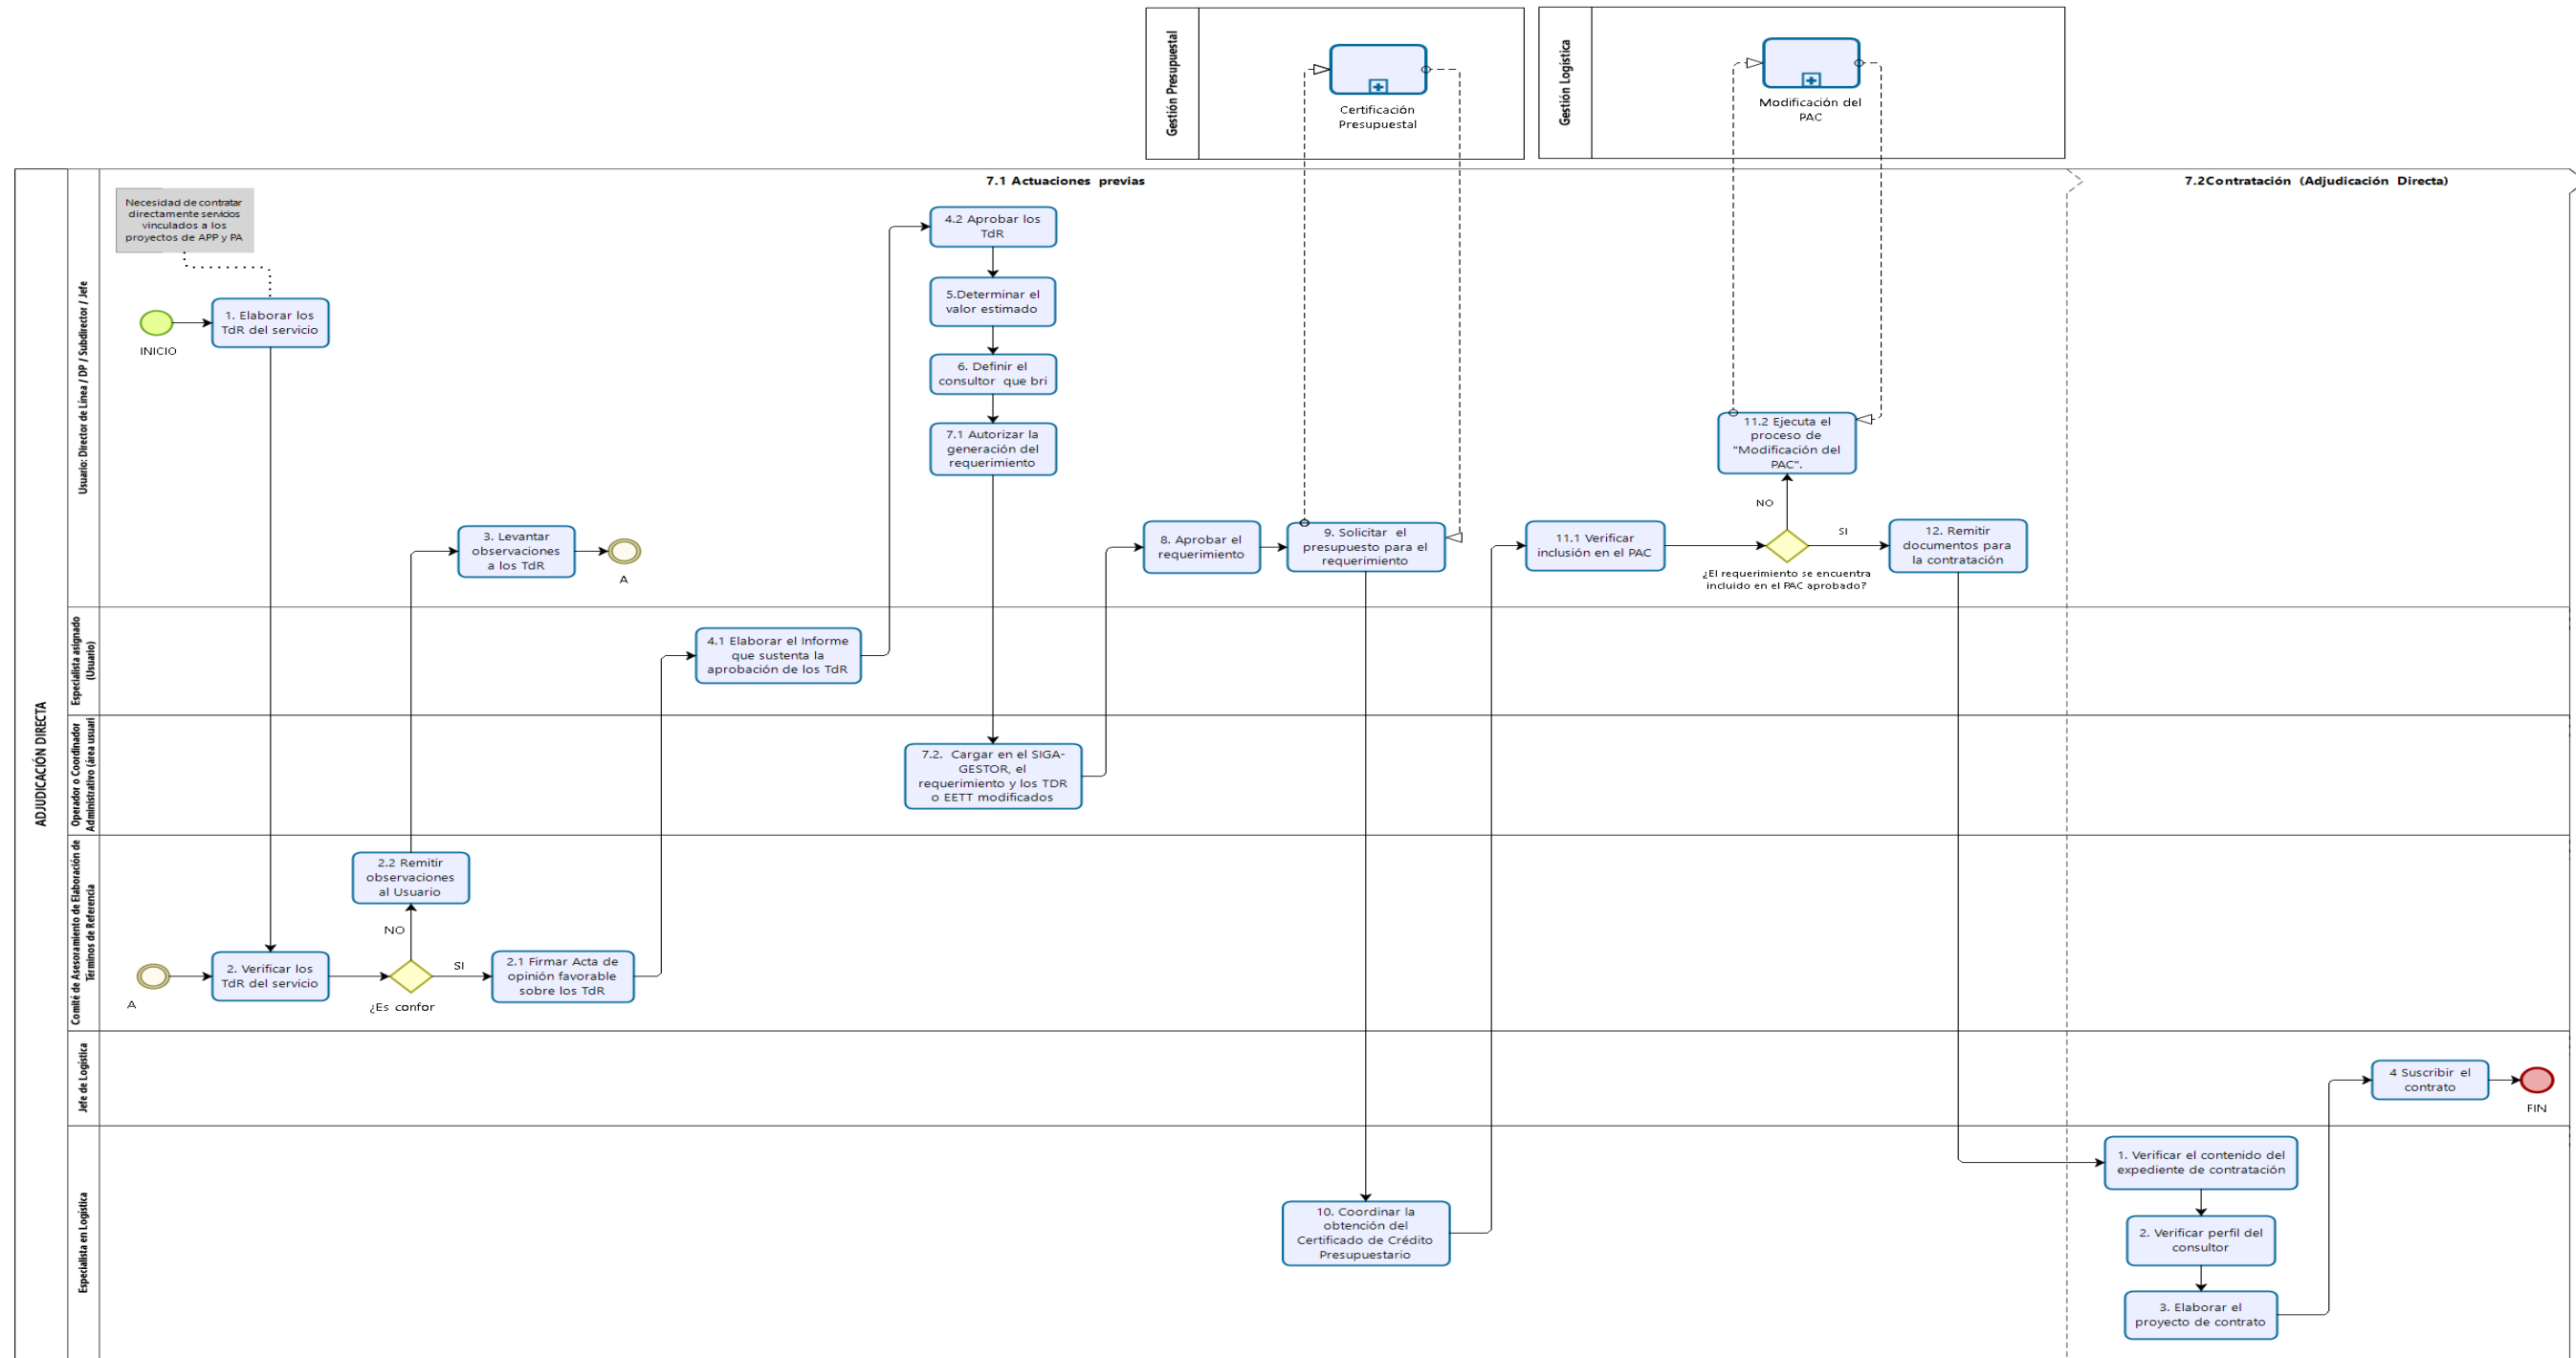 Gestión Presupuestal
Certificación
Presupuestal
Gestión Logística
Modificación del
PAC
ADJUDICACIÓN DIRECTA
7.1 Actuaciones previas
7.2Contratación (Adjudicación Directa)
Usuario: Director de Línea / DP / Subdirector / Jefe
Necesidad de contratar
directamente servicios
vinculados a los
proyectos de APP y PA
INICIO
1. Elaborar los
TdR del servicio
3. Levantar
observaciones
a los TdR
A
4.2 Aprobar los
TdR
5.Determinar el
valor estimado
6. Definir el
consultor que bri
7.1 Autorizar la
generación del
requerimiento
8. Aprobar el
requerimiento
9. Solicitar el
presupuesto para el
requerimiento
11.1 Verificar
inclusión en el PAC
11.2 Ejecuta el
proceso de
"Modificación del
PAC".
NO
SI
¿El requerimiento se encuentra
incluido en el PAC aprobado?
12. Remitir
documentos para
la contratación
Especialista asignado
(Usuario)
4.1 Elaborar el Informe
que sustenta la
aprobación de los TdR
Operador o Coordinador
Administrativo (área usuari
7.2. Cargar en el SIGA-
GESTOR, el
requerimiento y los TDR
o EETT modificados
Comité de Asesoramiento de Elaboración de
Términos de Referencia
A
2. Verificar los
TdR del servicio
¿Es confor
NO
SI
2.2 Remitir
observaciones
al Usuario
2.1 Firmar Acta de
opinión favorable
sobre los TdR
Jefe de Logística
4 Suscribir el
contrato
FIN
Especialista en Logística
10. Coordinar la
obtención del
Certificado de Crédito
Presupuestario
1. Verificar el contenido del
expediente de contratación
2. Verificar perfil del
consultor
3. Elaborar el
proyecto de contrato